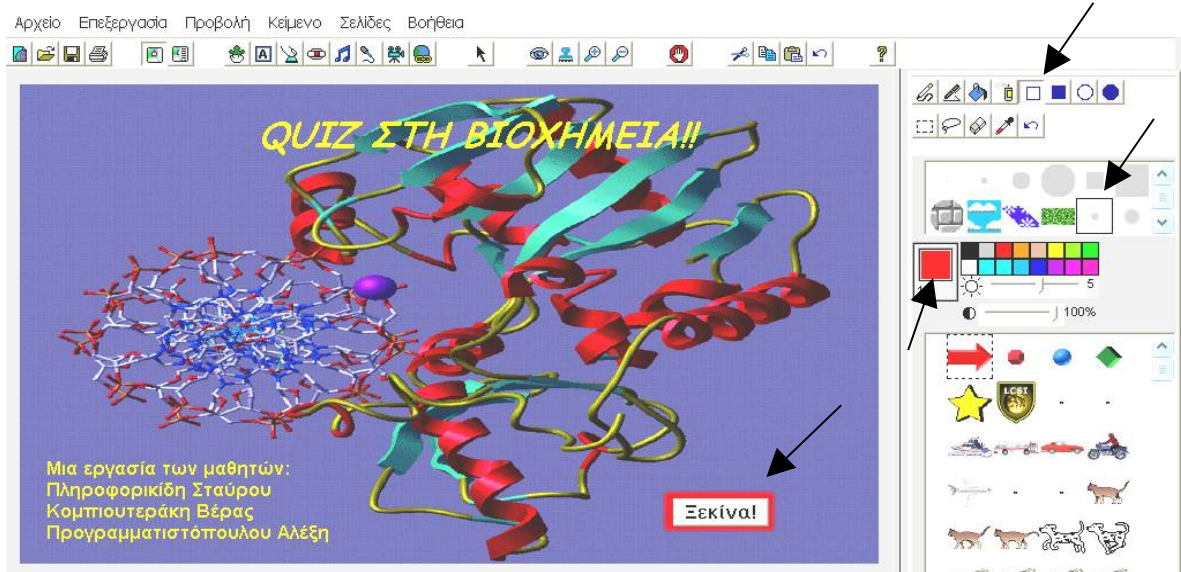 Αρχείο Επεξεργασία Προβολή Κείμενο Σελίδες Βοήθεια
A
?
QUIZ ΣΤΗ ΒΙΟΧΗΜΕΙΑ!!
5
100%
LCSI
Μια εργασία των μαθητών:
Πληροφορικίδη Σταύρου
Κομπιουτεράκη Βέρας
Προγραμματιστόπουλου Αλέξη
Ξεκίνα!